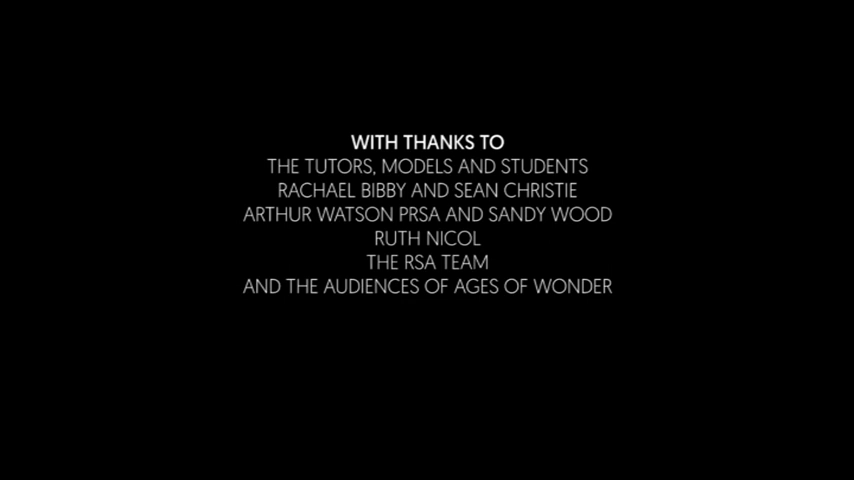 WITH THANKS TO
THE TUTORS, MODELS AND STUDENTS
RACHAEL BIBBY AND SEAN CHRISTIE
ARTHUR WATSON PRSA AND SANDY WOOD
RUTH NICOL
THE RSA TEAM
AND THE AUDIENCES OF AGES OF WONDER